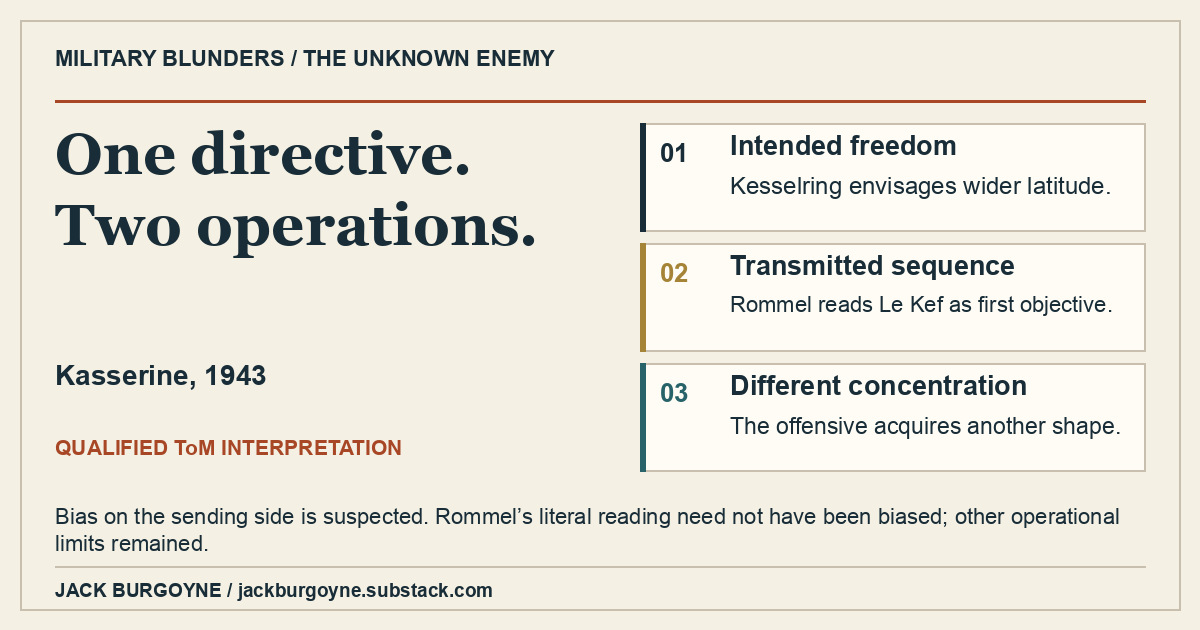 MILITARY BLUNDERS / THE UNKNOWN ENEMY
One directive.
Two operations.
Kasserine, 1943
QUALIFIED ToM INTERPRETATION
01
Intended freedom
Kesselring envisages wider latitude.
02
Transmitted sequence
Rommel reads Le Kef as first objective.
03
Different concentration
The offensive acquires another shape.
Bias on the sending side is suspected. Rommel’s literal reading need not have been biased; other operational
limits remained.
JACK BURGOYNE / jackburgoyne.substack.com